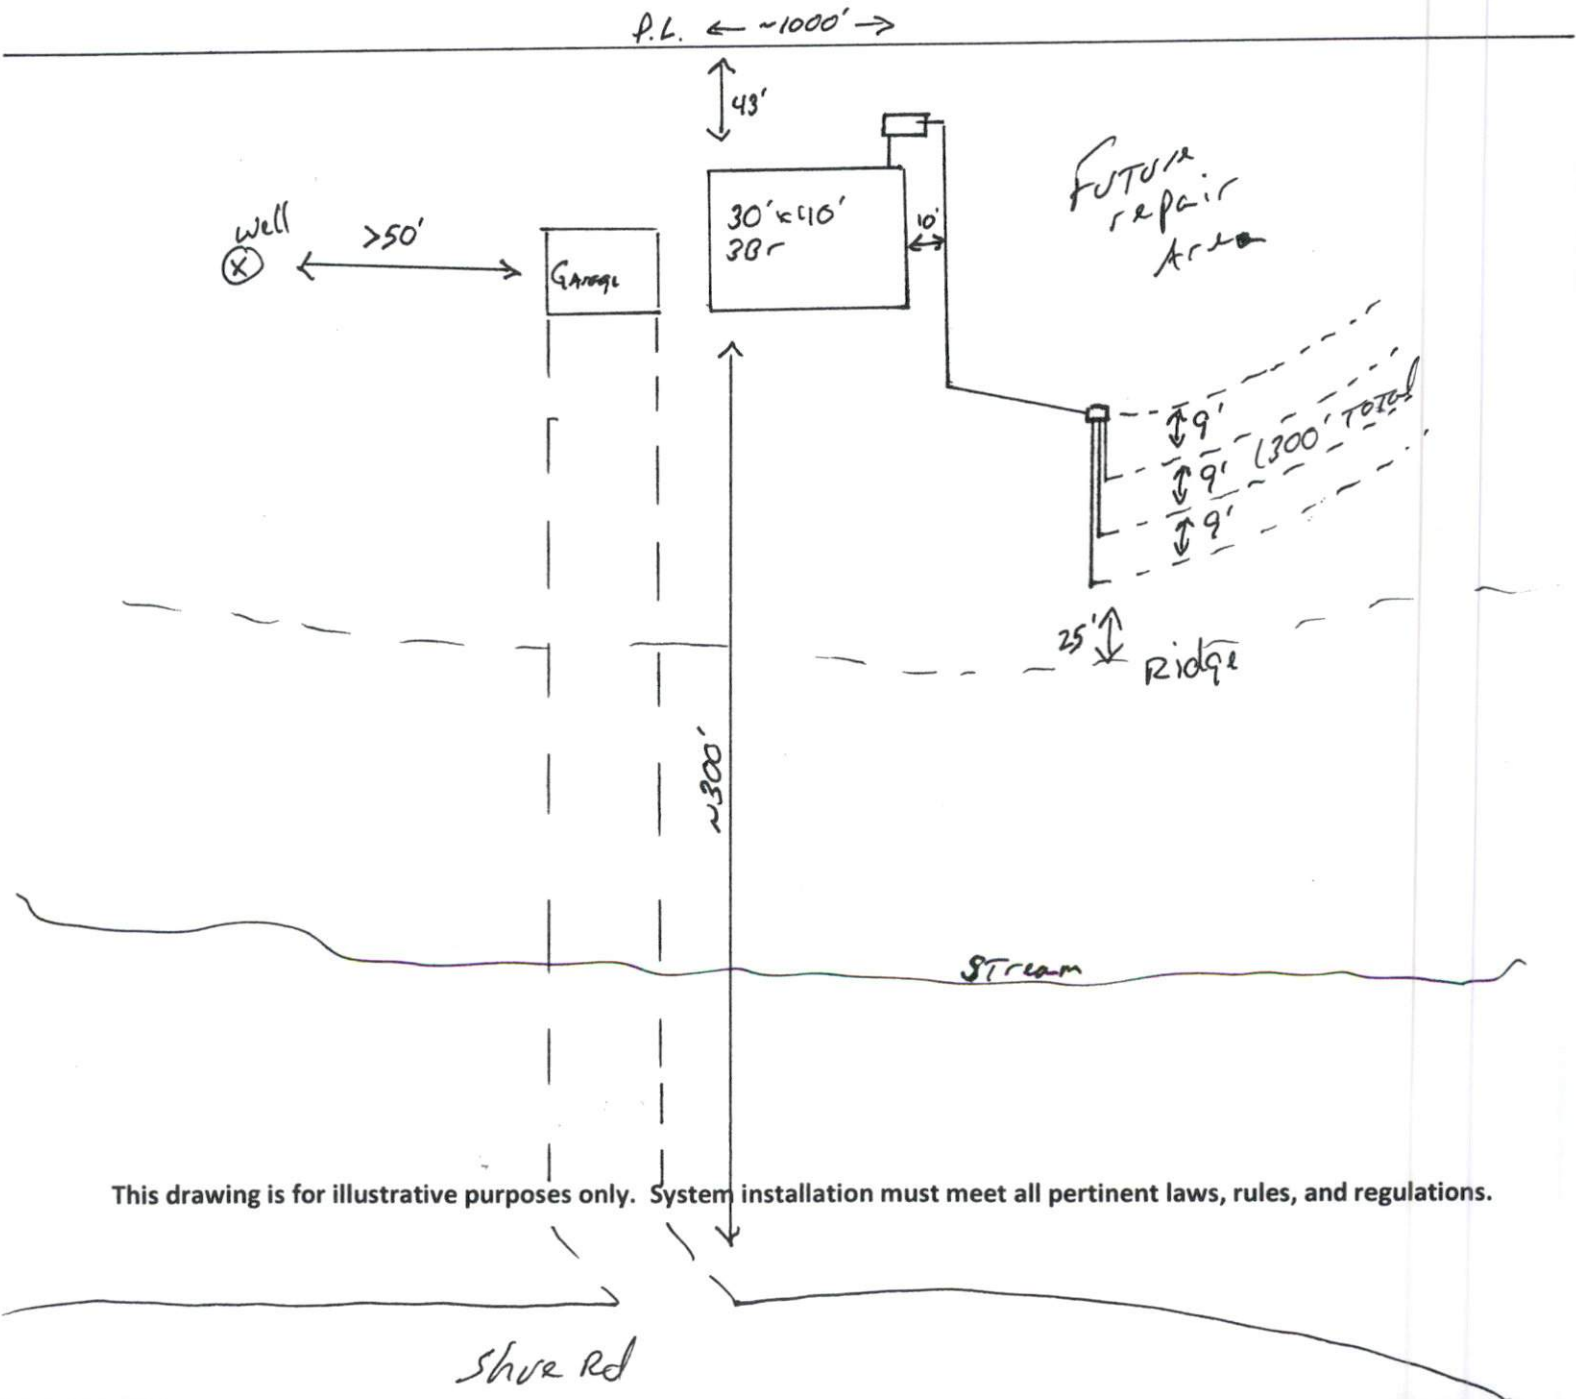 P.L. ← ~1000' →
43'
Future
repair
Area
well
>50'
Garage
30' x 40'
3Br
10'
9'
9'
9'
(300' Total
25'
Ridge
~300'
Stream
This drawing is for illustrative purposes only. System installation must meet all pertinent laws, rules, and regulations.
Shue Rd